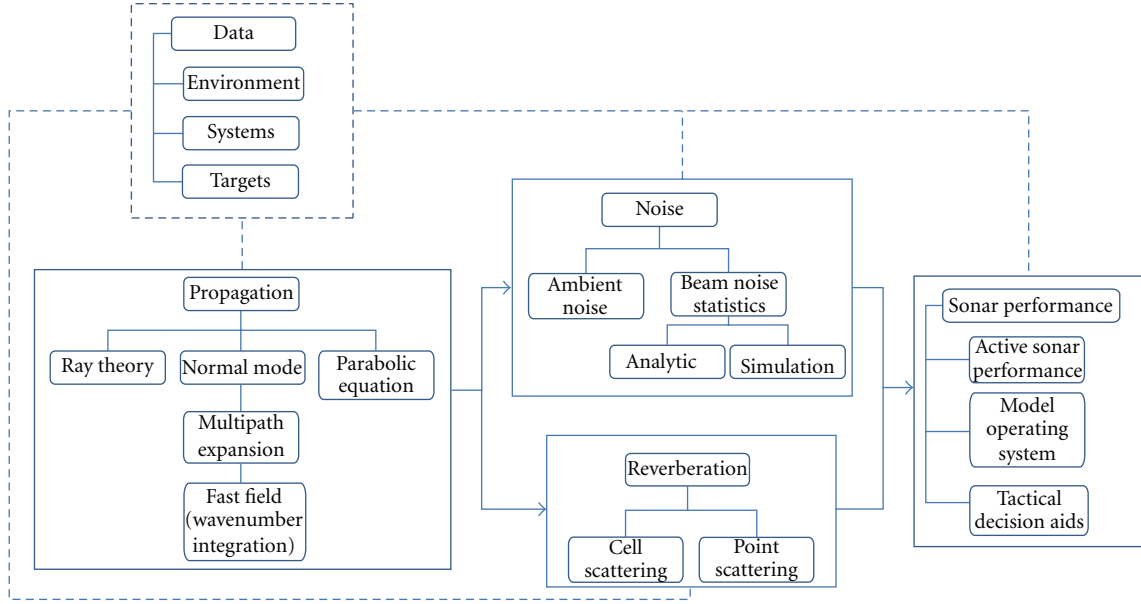 Data
Environment
Systems
Targets
Propagation
Ray theory
Normal mode
Parabolic
equation
Multipath
expansion
Fast field
(wavenumber
integration)
Noise
Ambient
noise
Beam noise
statistics
Analytic
Simulation
Reverberation
Cell
scattering
Point
scattering
Sonar performance
Active sonar
performance
Model
operating
system
Tactical
decision aids